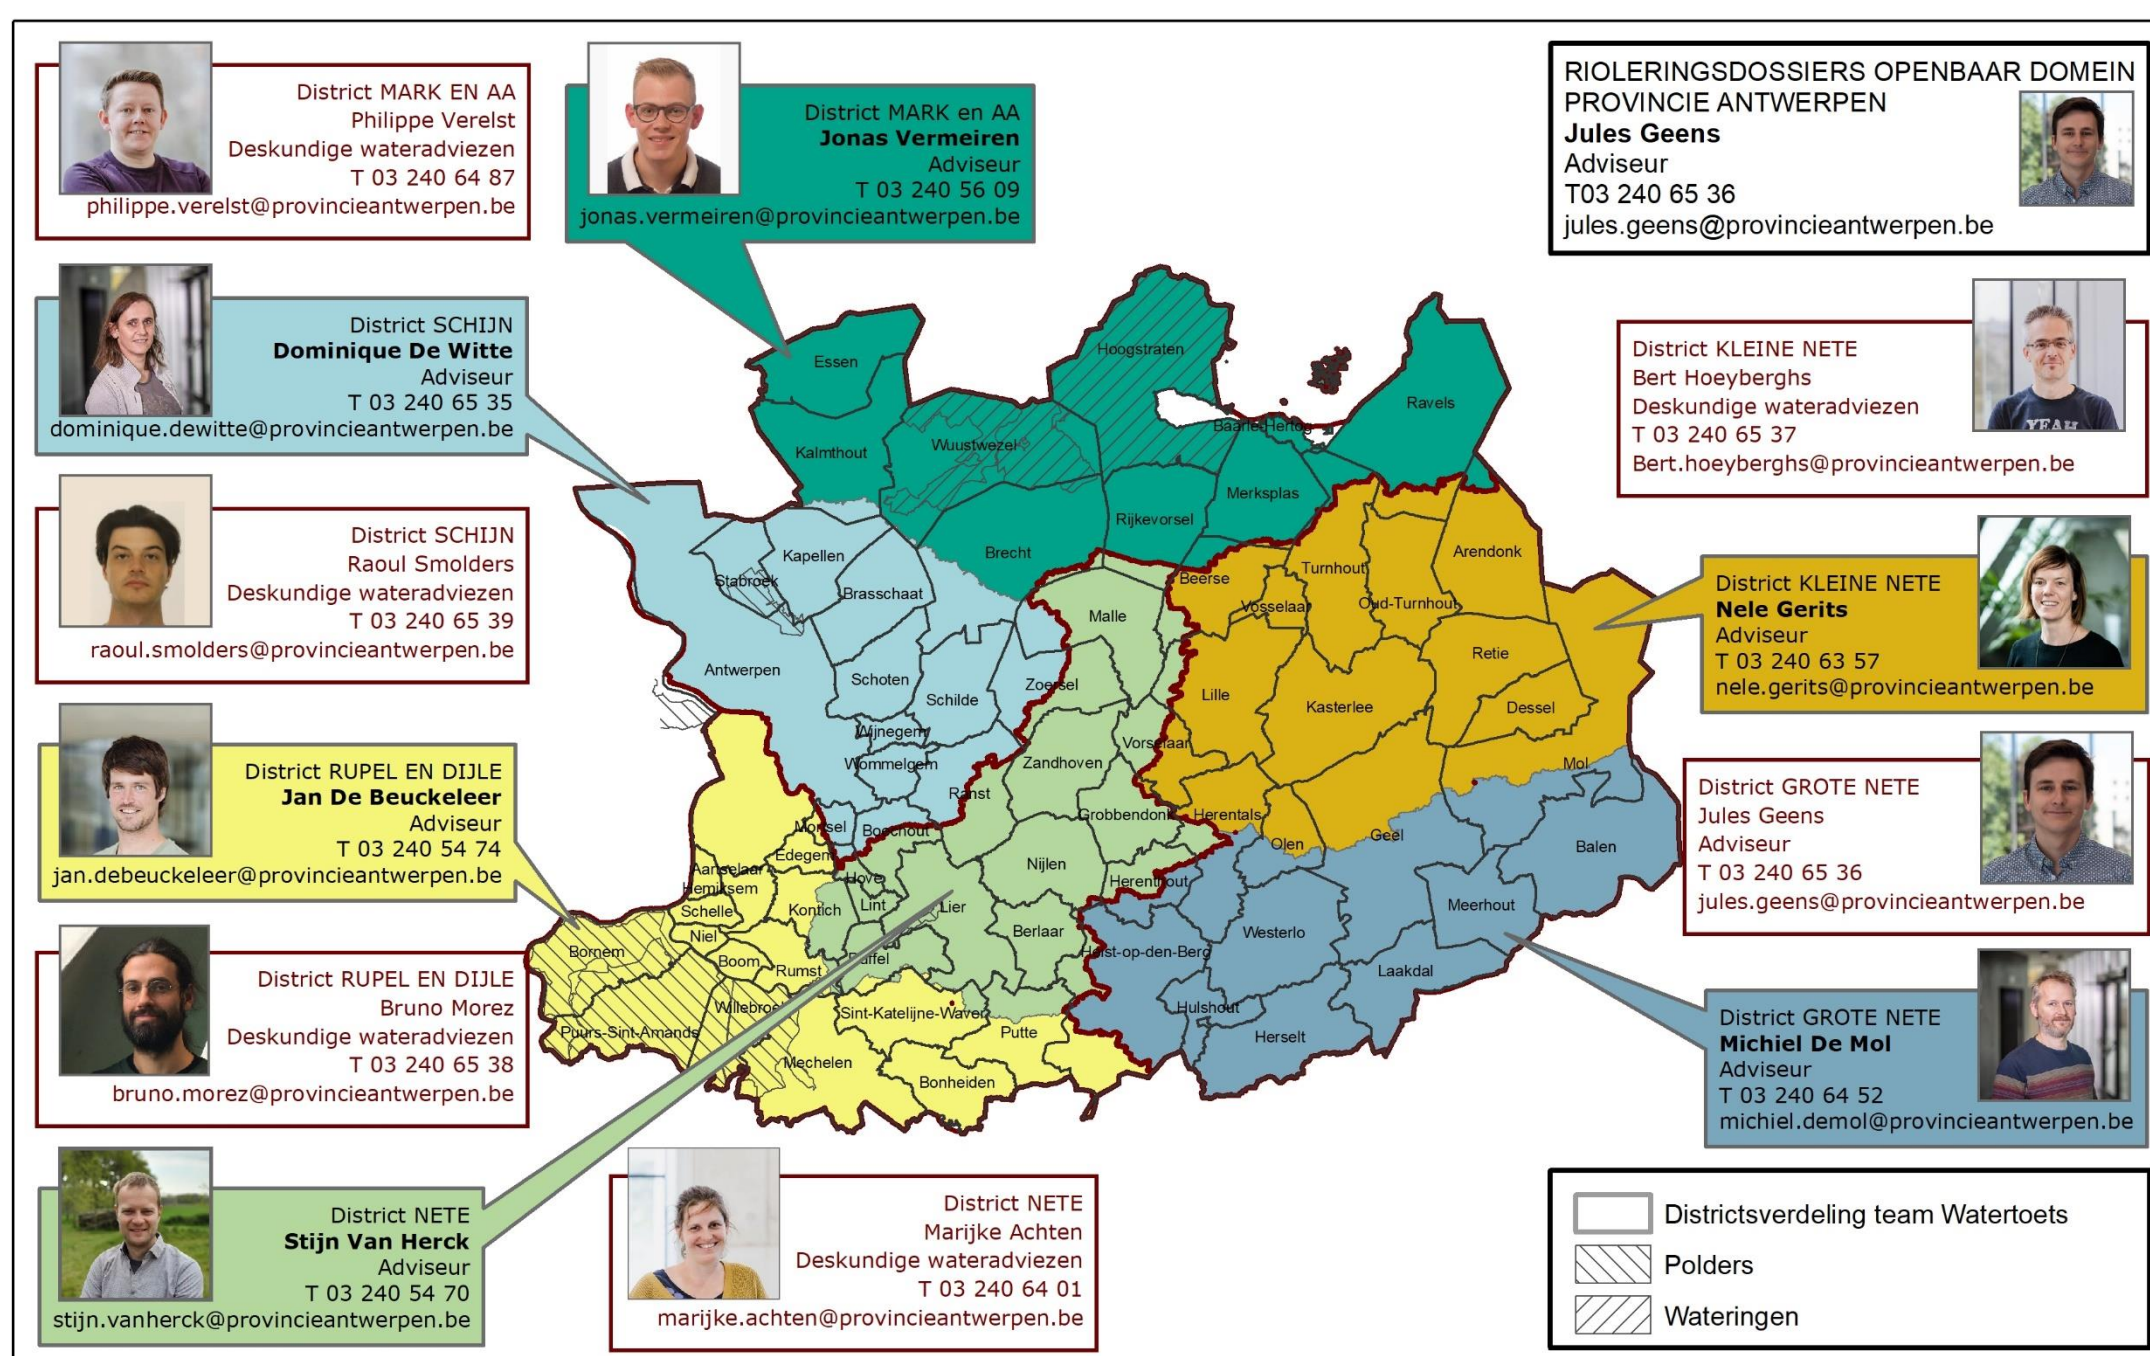 District MARK EN AA
Philippe Verelst
Deskundige wateradviezen
T 03 240 64 87
philippe.verelst@provincieantwerpen.be
District MARK en AA
Jonas Vermeiren
Adviseur
T 03 240 56 09
jonas.vermeiren@provincieantwerpen.be
RIOLERINGSDOSSIERS OPENBAAR DOMEIN
PROVINCIE ANTWERPEN
Jules Geens
Adviseur
T03 240 65 36
jules.geens@provincieantwerpen.be
District SCHIJN
Dominique De Witte
Adviseur
T 03 240 65 35
dominique.dewitte@provincieantwerpen.be
District KLEINE NETE
Bert Hoeyberghs
Deskundige wateradviezen
T 03 240 65 37
Bert.hoeyberghs@provincieantwerpen.be
YEAH
District SCHIJN
Raoul Smolders
Deskundige wateradviezen
T 03 240 65 39
raoul.smolders@provincieantwerpen.be
District KLEINE NETE
Nele Gerits
Adviseur
T 03 240 63 57
nele.gerits@provincieantwerpen.be
District RUPEL EN DIJLE
Jan De Beuckeleer
Adviseur
T 03 240 54 74
jan.debeuckeleer@provincieantwerpen.be
District GROTE NETE
Jules Geens
Adviseur
T 03 240 65 36
jules.geens@provincieantwerpen.be
District RUPEL EN DIJLE
Bruno Morez
Deskundige wateradviezen
T 03 240 65 38
bruno.morez@provincieantwerpen.be
District GROTE NETE
Michiel De Mol
Adviseur
T 03 240 64 52
michiel.demol@provincieantwerpen.be
District NETE
Stijn Van Herck
Adviseur
T 03 240 54 70
stijn.vanherck@provincieantwerpen.be
District NETE
Marijke Achten
Deskundige wateradviezen
T 03 240 64 01
marijke.achten@provincieantwerpen.be
Essen
Hoogstraten
Ravels
Baarle-Hertog
Kalmthout
Wuustwezel
Merksplas
Rijkevorsel
Brecht
Kapellen
Arendonk
Turnhout
Beerse
Stabroek
Brasschaat
Vosselaar
Oud-Turnhout
Malle
Retie
Antwerpen
Schoten
Zoersel
Schilde
Lille
Kasterlee
Dessel
Wijnegem
Vorselaar
Wommelgem
Zandhoven
Mol
Ranst
Grobbendonk
Herentals
Mortsel
Boechout
Geel
Olen
Balen
Edegem
Nijlen
Aartselaar
Hove
Herenthout
Hemiksem
Schelle
Kontich
Lint
Lier
Meerhout
Niel
Berlaar
Westerlo
Bornem
Boom
Rumst
Duffel
Heist-op-den-Berg
Laakdal
Willebroek
Sint-Katelijne-Waver
Hulshout
Puurs-Sint-Amands
Putte
Herselt
Mechelen
Bonheiden
Districtsverdeling team Watertoets
Polders
Wateringen